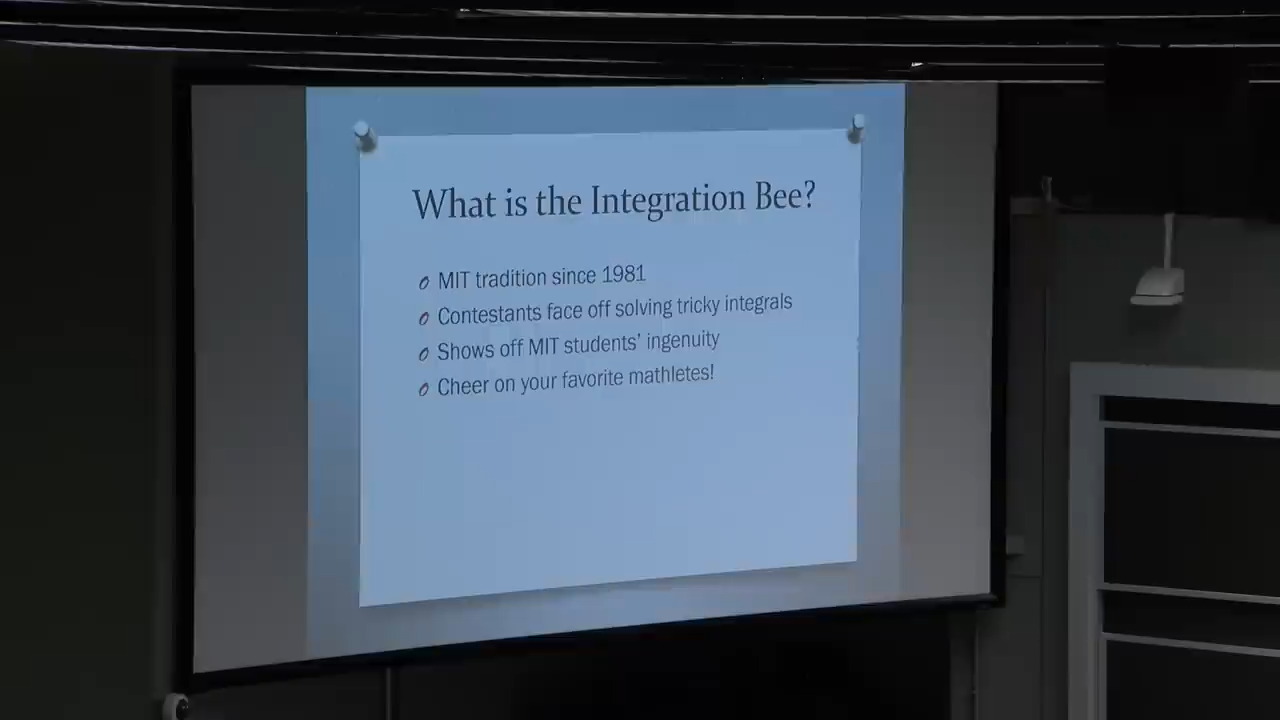 What is the Integration Bee?
MIT tradition since 1981
Contestants face off solving tricky integrals
Shows off MIT students' ingenuity
Cheer on your favorite mathletes!